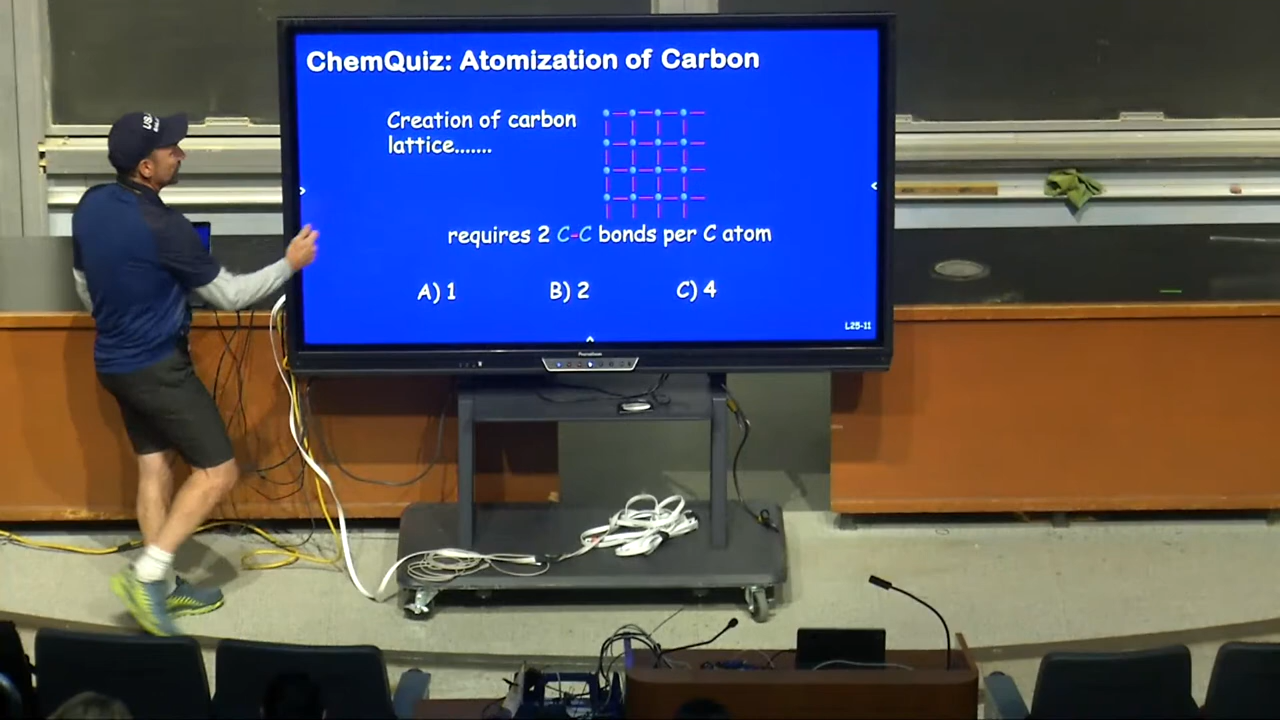 ChemQuiz: Atomization of Carbon
Creation of carbon
lattice.......
requires 2 C-C bonds per C atom
A) 1 B) 2 C) 4
L25-11